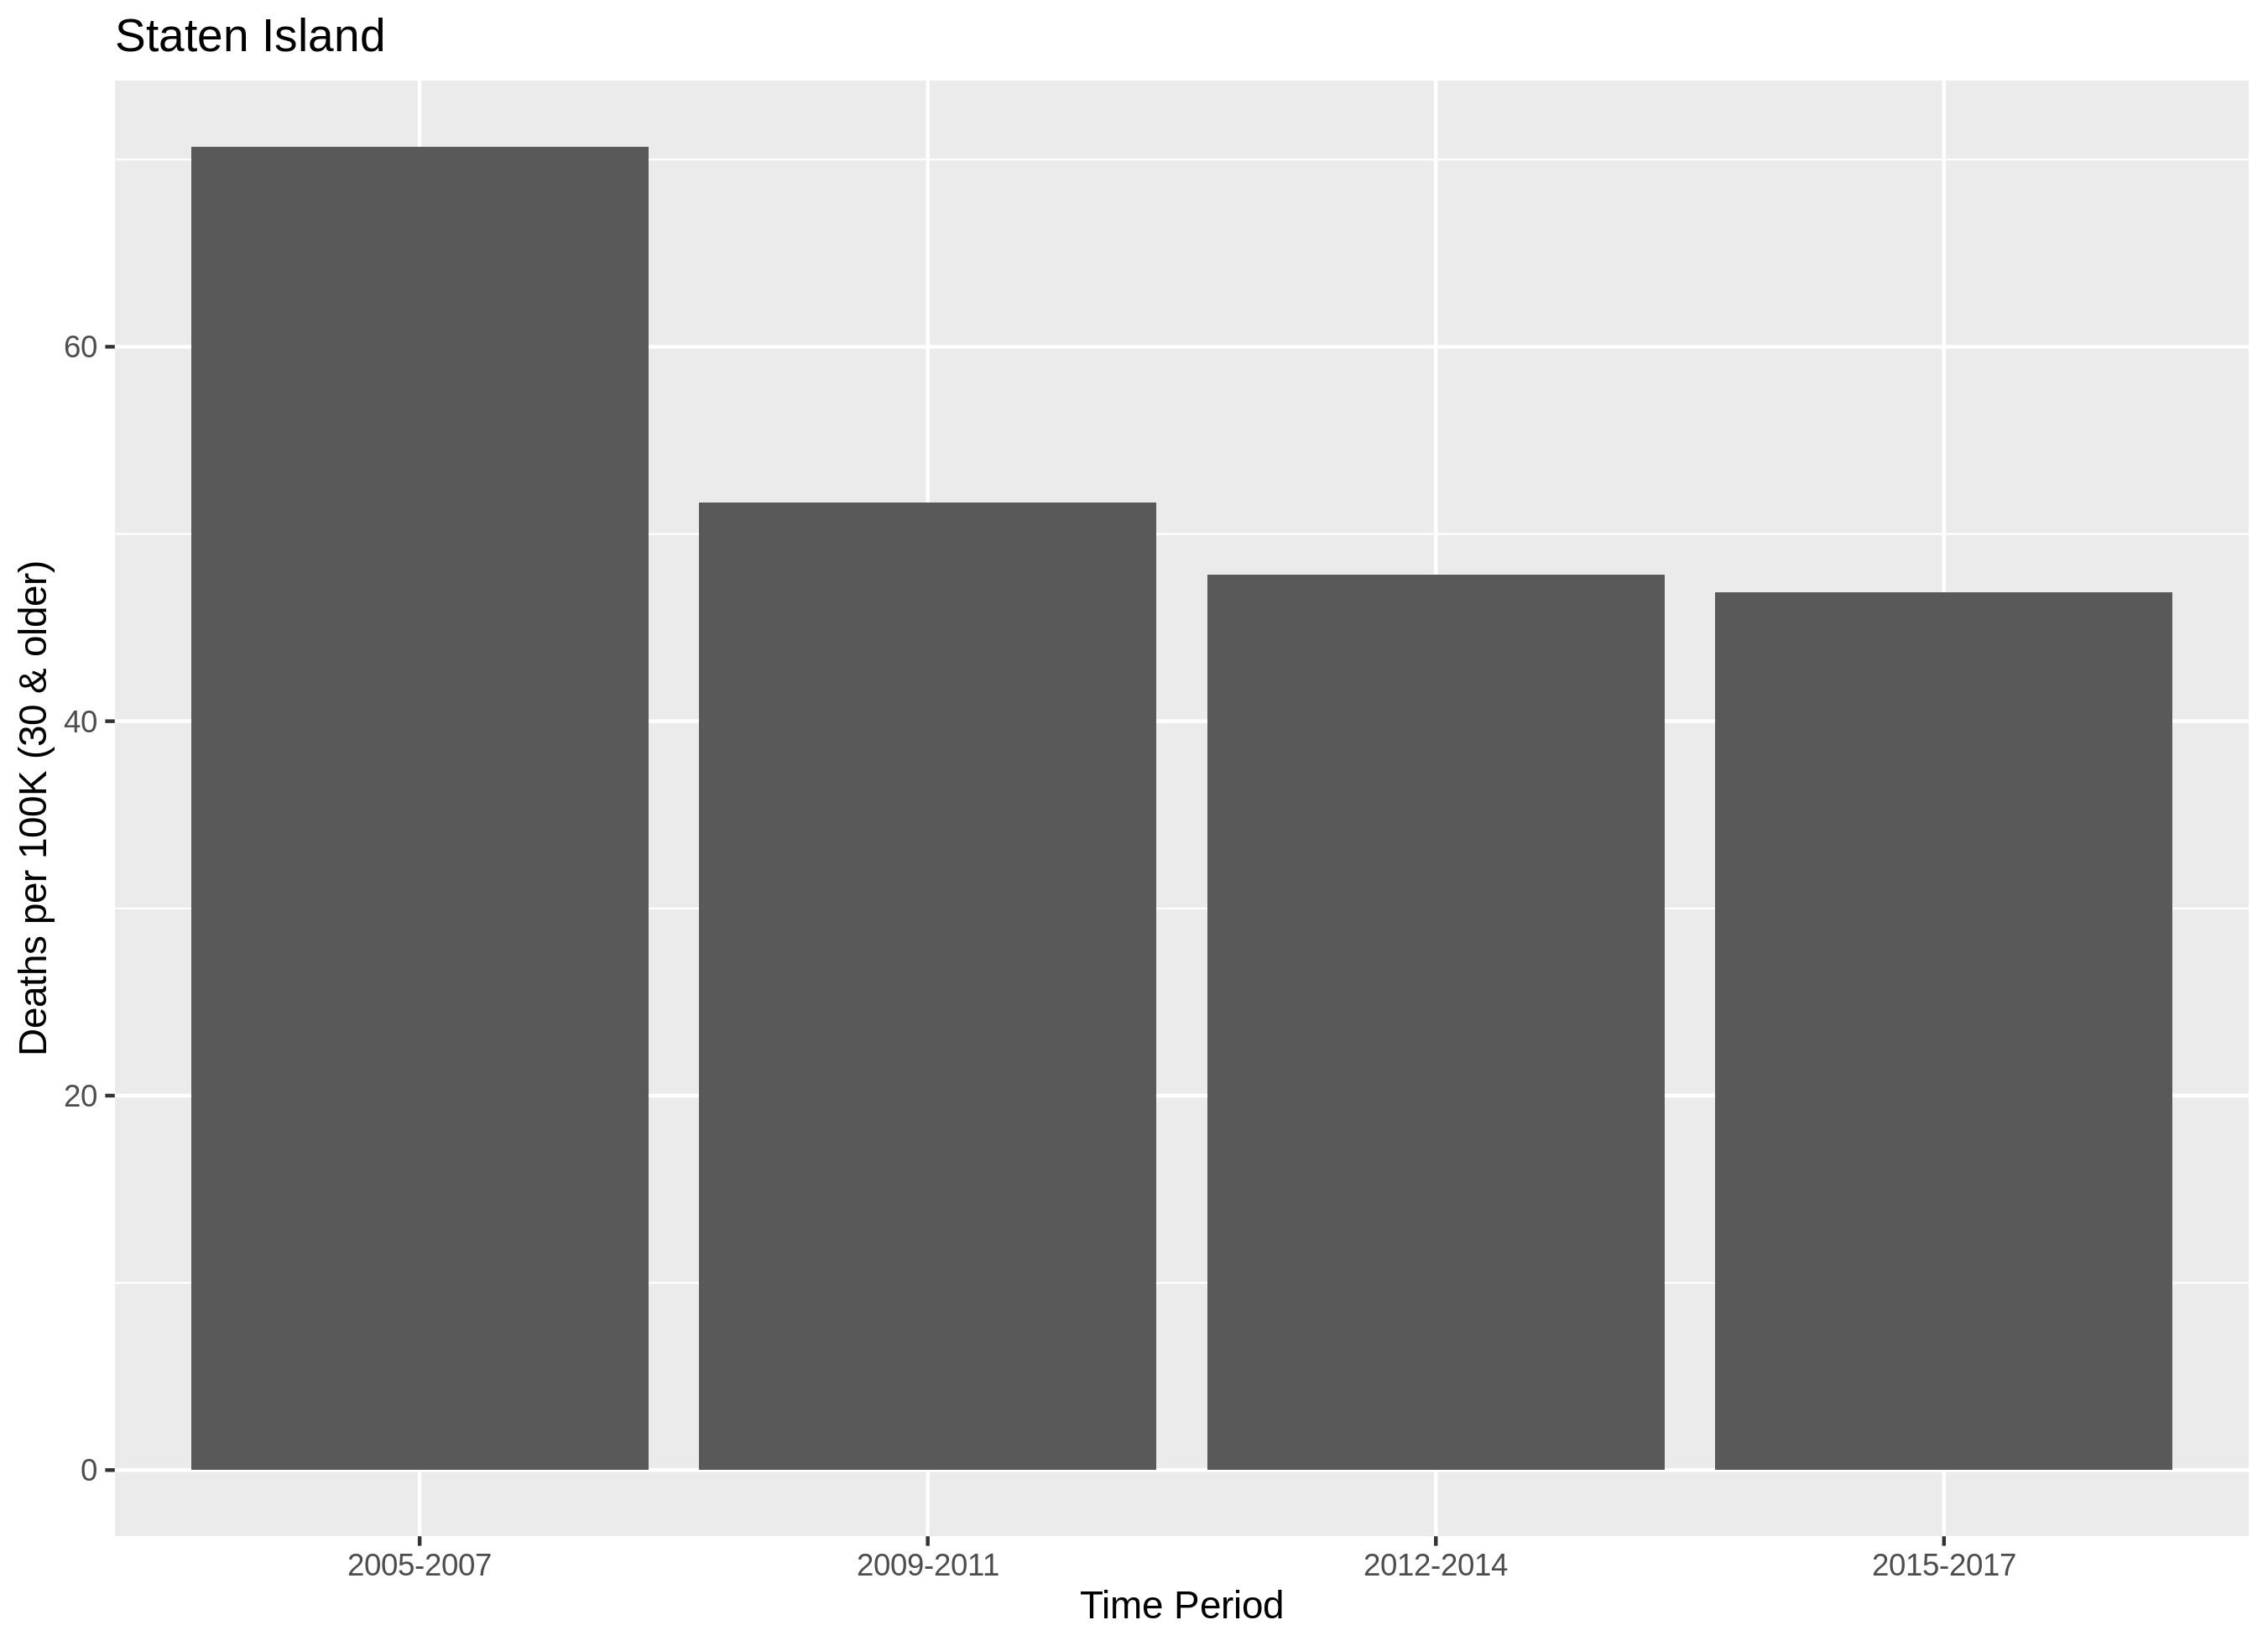 Staten Island
Deaths per 100K (30 & older)
60
40
20
0
2005-2007 2009-2011 2012-2014 2015-2017
Time Period